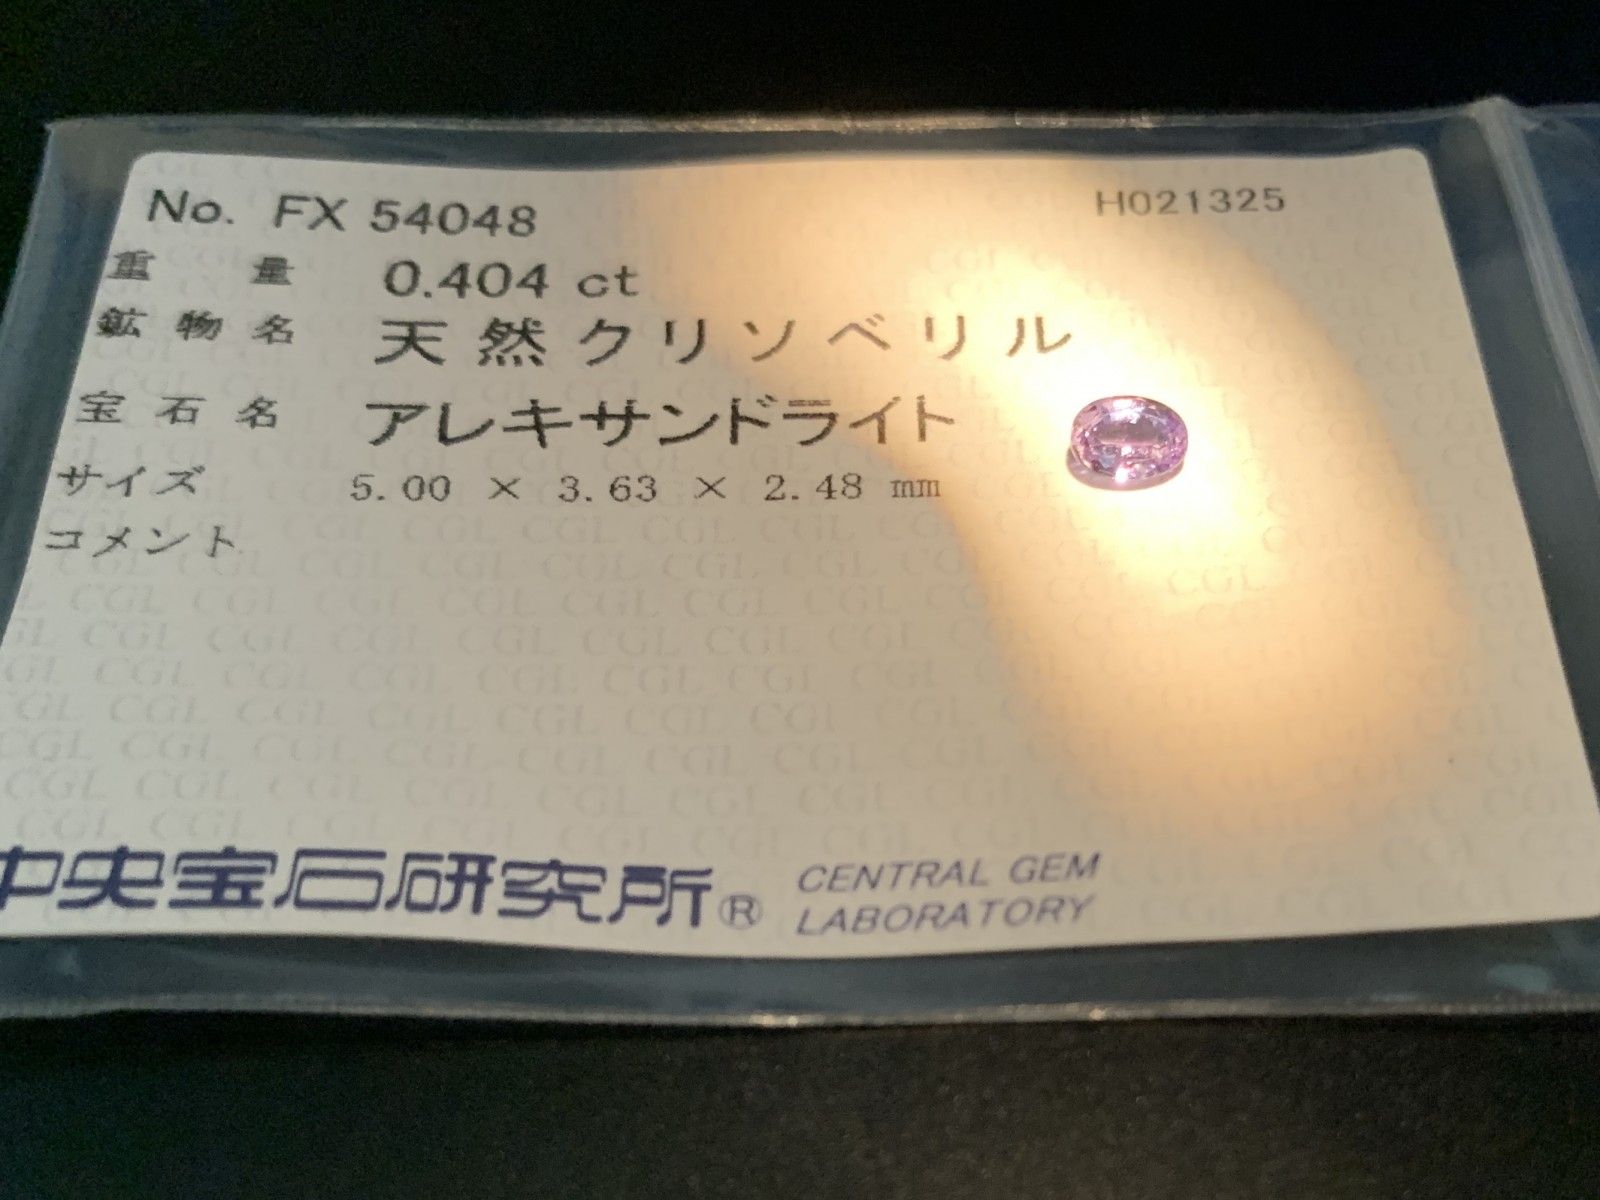 No. FX 54048
H021325
重量 0.404 ct
鉱物名 天然クリソベリル
宝石名 アレキサンドライト
サイズ 5.00 × 3.63 × 2.48 mm
コメント
中央宝石研究所® CENTRAL GEM
LABORATORY